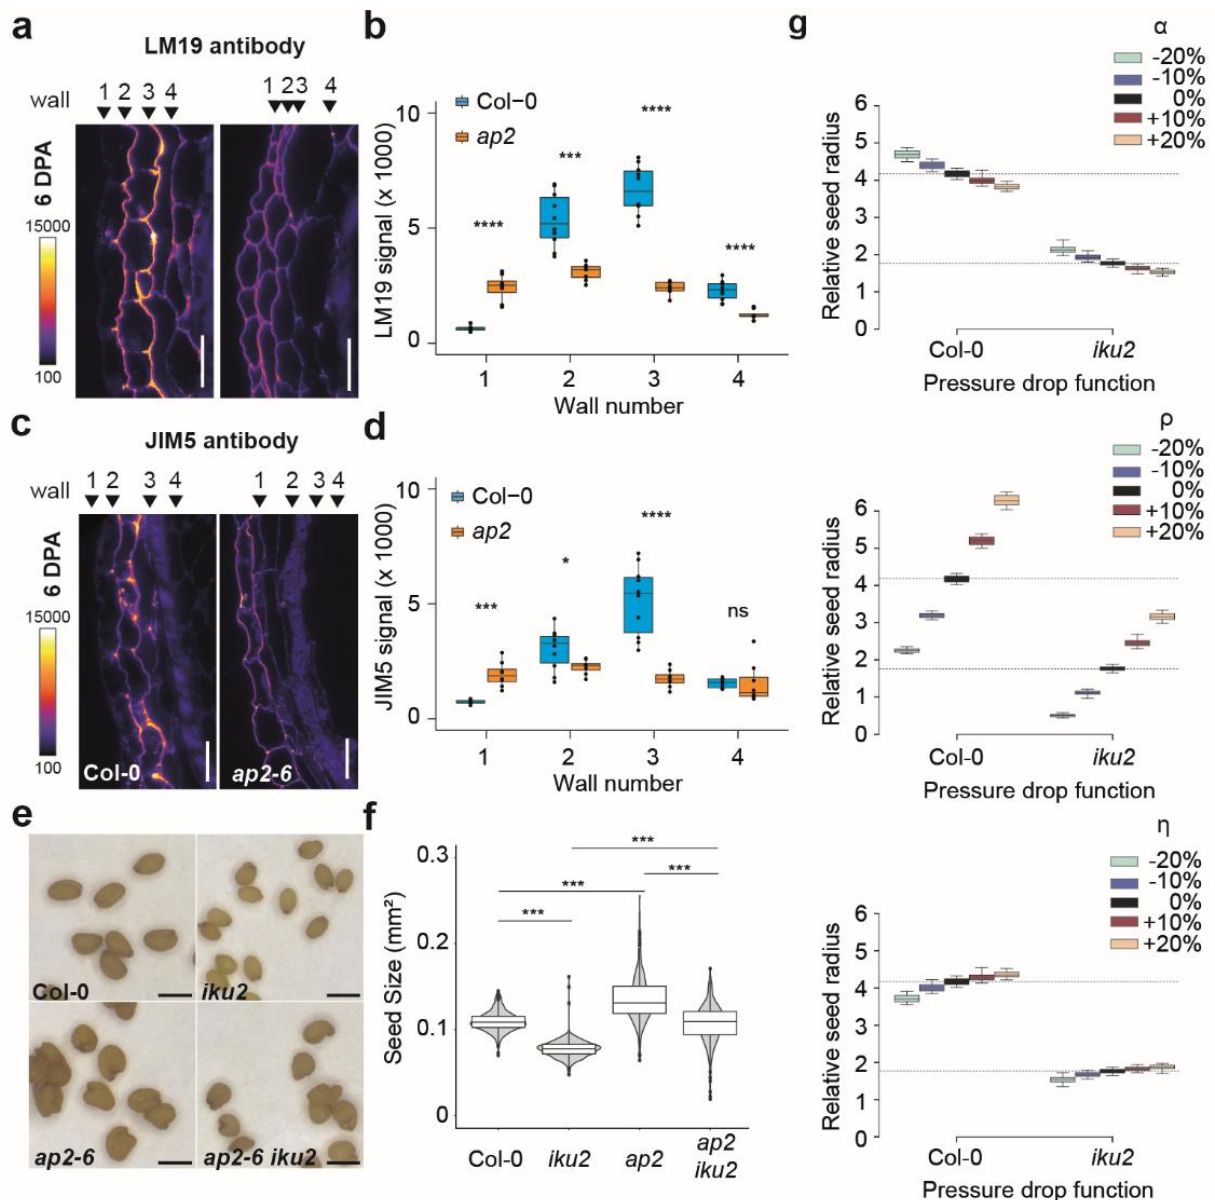 a
LM19 antibody
wall
1 2 3 4
1 2 3 4
6 DPA
15000
100
b
LM19 signal (x 1000)
10
5
0
Col-0
ap2
****
***
****
****
1 2 3 4
Wall number
c
JIM5 antibody
wall
1 2 3 4
1 2 3 4
6 DPA
15000
100
Col-0
ap2-6
d
JIM5 signal (x 1000)
10
5
0
Col-0
ap2
***
*
****
ns
1 2 3 4
Wall number
e
Col-0
iku2
ap2-6
ap2-6 iku2
f
Seed Size (mm²)
0.3
0.2
0.1
0
***
***
***
***
Col-0 iku2 ap2 ap2
iku2
g
α
-20%
-10%
0%
+10%
+20%
Relative seed radius
6
5
4
3
2
1
0
Col-0 iku2
Pressure drop function
ρ
-20%
-10%
0%
+10%
+20%
Relative seed radius
6
5
4
3
2
1
0
Col-0 iku2
Pressure drop function
η
-20%
-10%
0%
+10%
+20%
Relative seed radius
6
5
4
3
2
1
0
Col-0 iku2
Pressure drop function